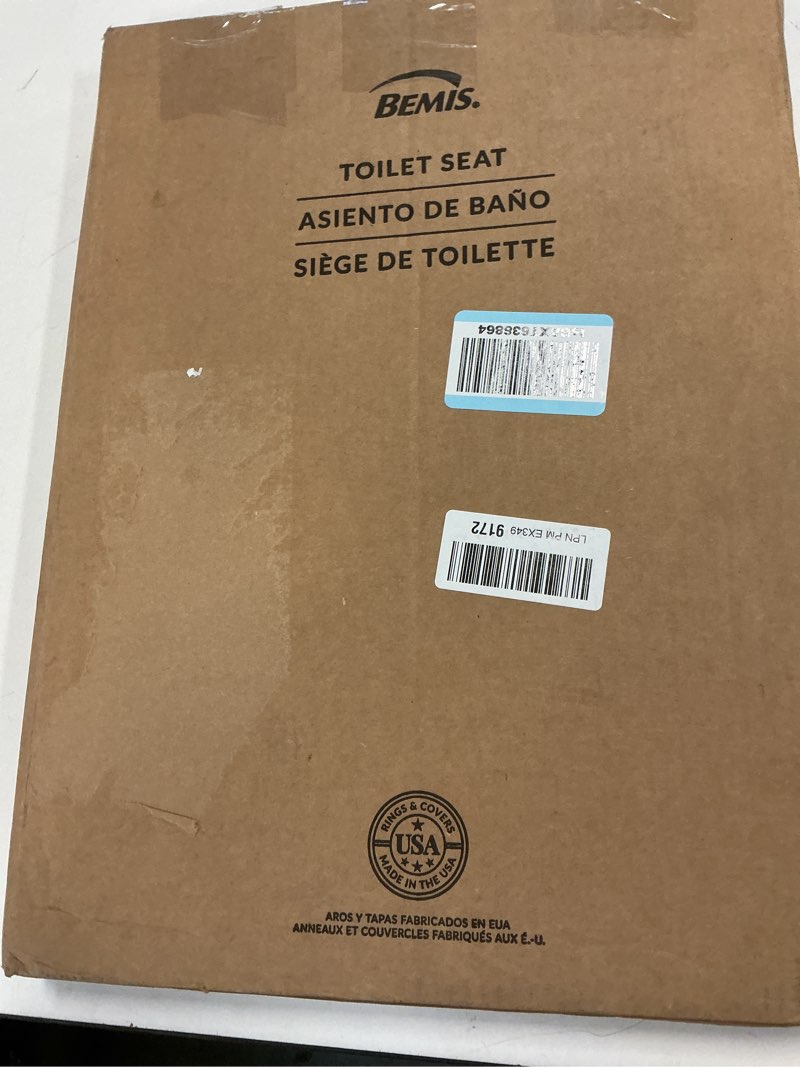 BEMIS.
TOILET SEAT
ASIENTO DE BAÑO
SIÈGE DE TOILETTE
LPN PM EX349 9172
RINGS & COVERS
USA
MADE IN THE USA
AROS Y TAPAS FABRICADOS EN EUA
ANNEAUX ET COUVERCLES FABRIQUÉS AUX É.-U.